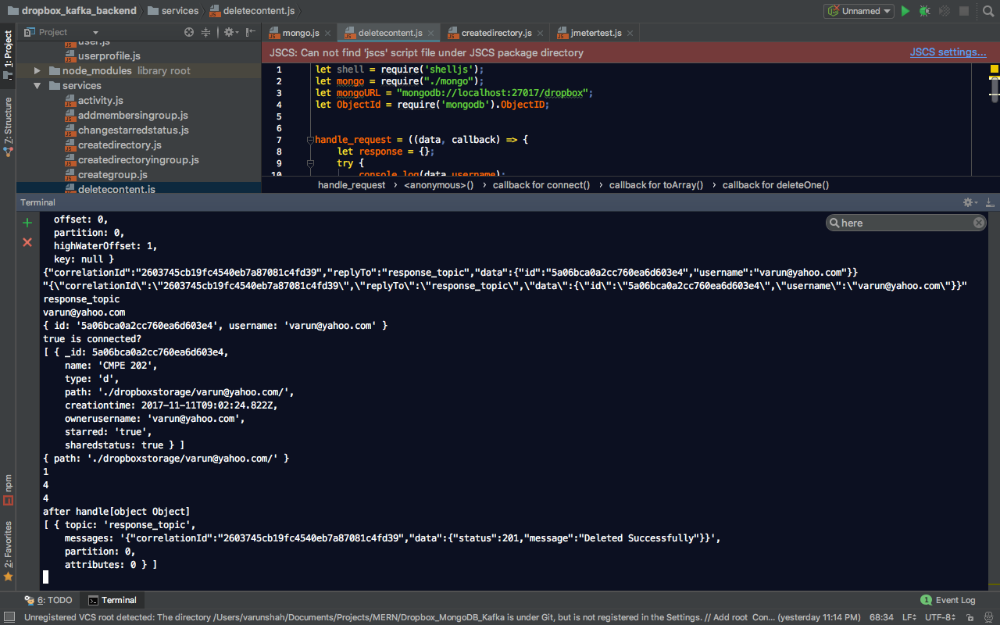 dropbox_kafka_backend services deletecontent.js
Unnamed
1: Project
Z: Structure
npm
2: Favorites
Project
user.js
userprofile.js
node_modules library root
services
activity.js
addmembersingroup.js
changestarredstatus.js
createdirectory.js
createdirectoryingroup.js
creategroup.js
deletecontent.js
mongo.js deletecontent.js createdirectory.js jmetertest.js
JSCS: Can not find 'jscs' script file under JSCS package directory JSCS settings...
1 let shell = require('shelljs');
2 let mongo = require("./mongo");
3 let mongoURL = "mongodb://localhost:27017/dropbox";
4 let ObjectId = require('mongodb').ObjectID;
5
6
7 handle_request = ((data, callback) => {
8 let response = {};
9 try {
10 console.log(data.username);
handle_request › <anonymous>() › callback for connect() › callback for toArray() › callback for deleteOne()
Terminal
here
offset: 0,
partition: 0,
highWaterOffset: 1,
key: null }
{"correlationId":"2603745cb19fc4540eb7a87081c4fd39","replyTo":"response_topic","data":{"id":"5a06bca0a2cc760ea6d603e4","username":"varun@yahoo.com"}}
"{\"correlationId\":\"2603745cb19fc4540eb7a87081c4fd39\",\"replyTo\":\"response_topic\",\"data\":{\"id\":\"5a06bca0a2cc760ea6d603e4\",\"username\":\"varun@yahoo.com\"}}"
response_topic
varun@yahoo.com
{ id: '5a06bca0a2cc760ea6d603e4', username: 'varun@yahoo.com' }
true is connected?
[ { _id: 5a06bca0a2cc760ea6d603e4,
name: 'CMPE 202',
type: 'd',
path: './dropboxstorage/varun@yahoo.com/',
creationtime: 2017-11-11T09:02:24.822Z,
ownerusername: 'varun@yahoo.com',
starred: 'true',
sharedstatus: true } ]
{ path: './dropboxstorage/varun@yahoo.com/' }
1
4
4
after handle[object Object]
[ { topic: 'response_topic',
messages: '{"correlationId":"2603745cb19fc4540eb7a87081c4fd39","data":{"status":201,"message":"Deleted Successfully"}}',
partition: 0,
attributes: 0 } ]
6: TODO Terminal 1 Event Log
Unregistered VCS root detected: The directory /Users/varunshah/Documents/Projects/MERN/Dropbox_MongoDB_Kafka is under Git, but is not registered in the Settings. // Add root Con... (yesterday 11:14 PM) 68:34 LF UTF-8